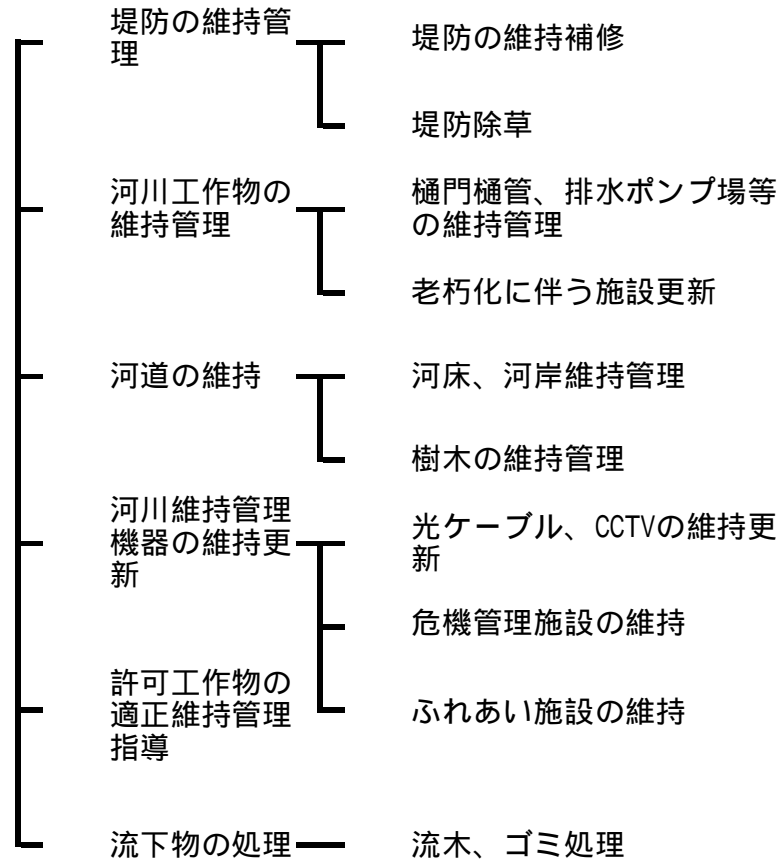 堤防の維持管
理
堤防の維持補修
堤防除草
河川工作物の
維持管理
樋門樋管、排水ポンプ場等
の維持管理
老朽化に伴う施設更新
河道の維持
河床、河岸維持管理
樹木の維持管理
河川維持管理
機器の維持更
新
光ケーブル、CCTVの維持更
新
危機管理施設の維持
許可工作物の
適正維持管理
指導
ふれあい施設の維持
流下物の処理
流木、ゴミ処理